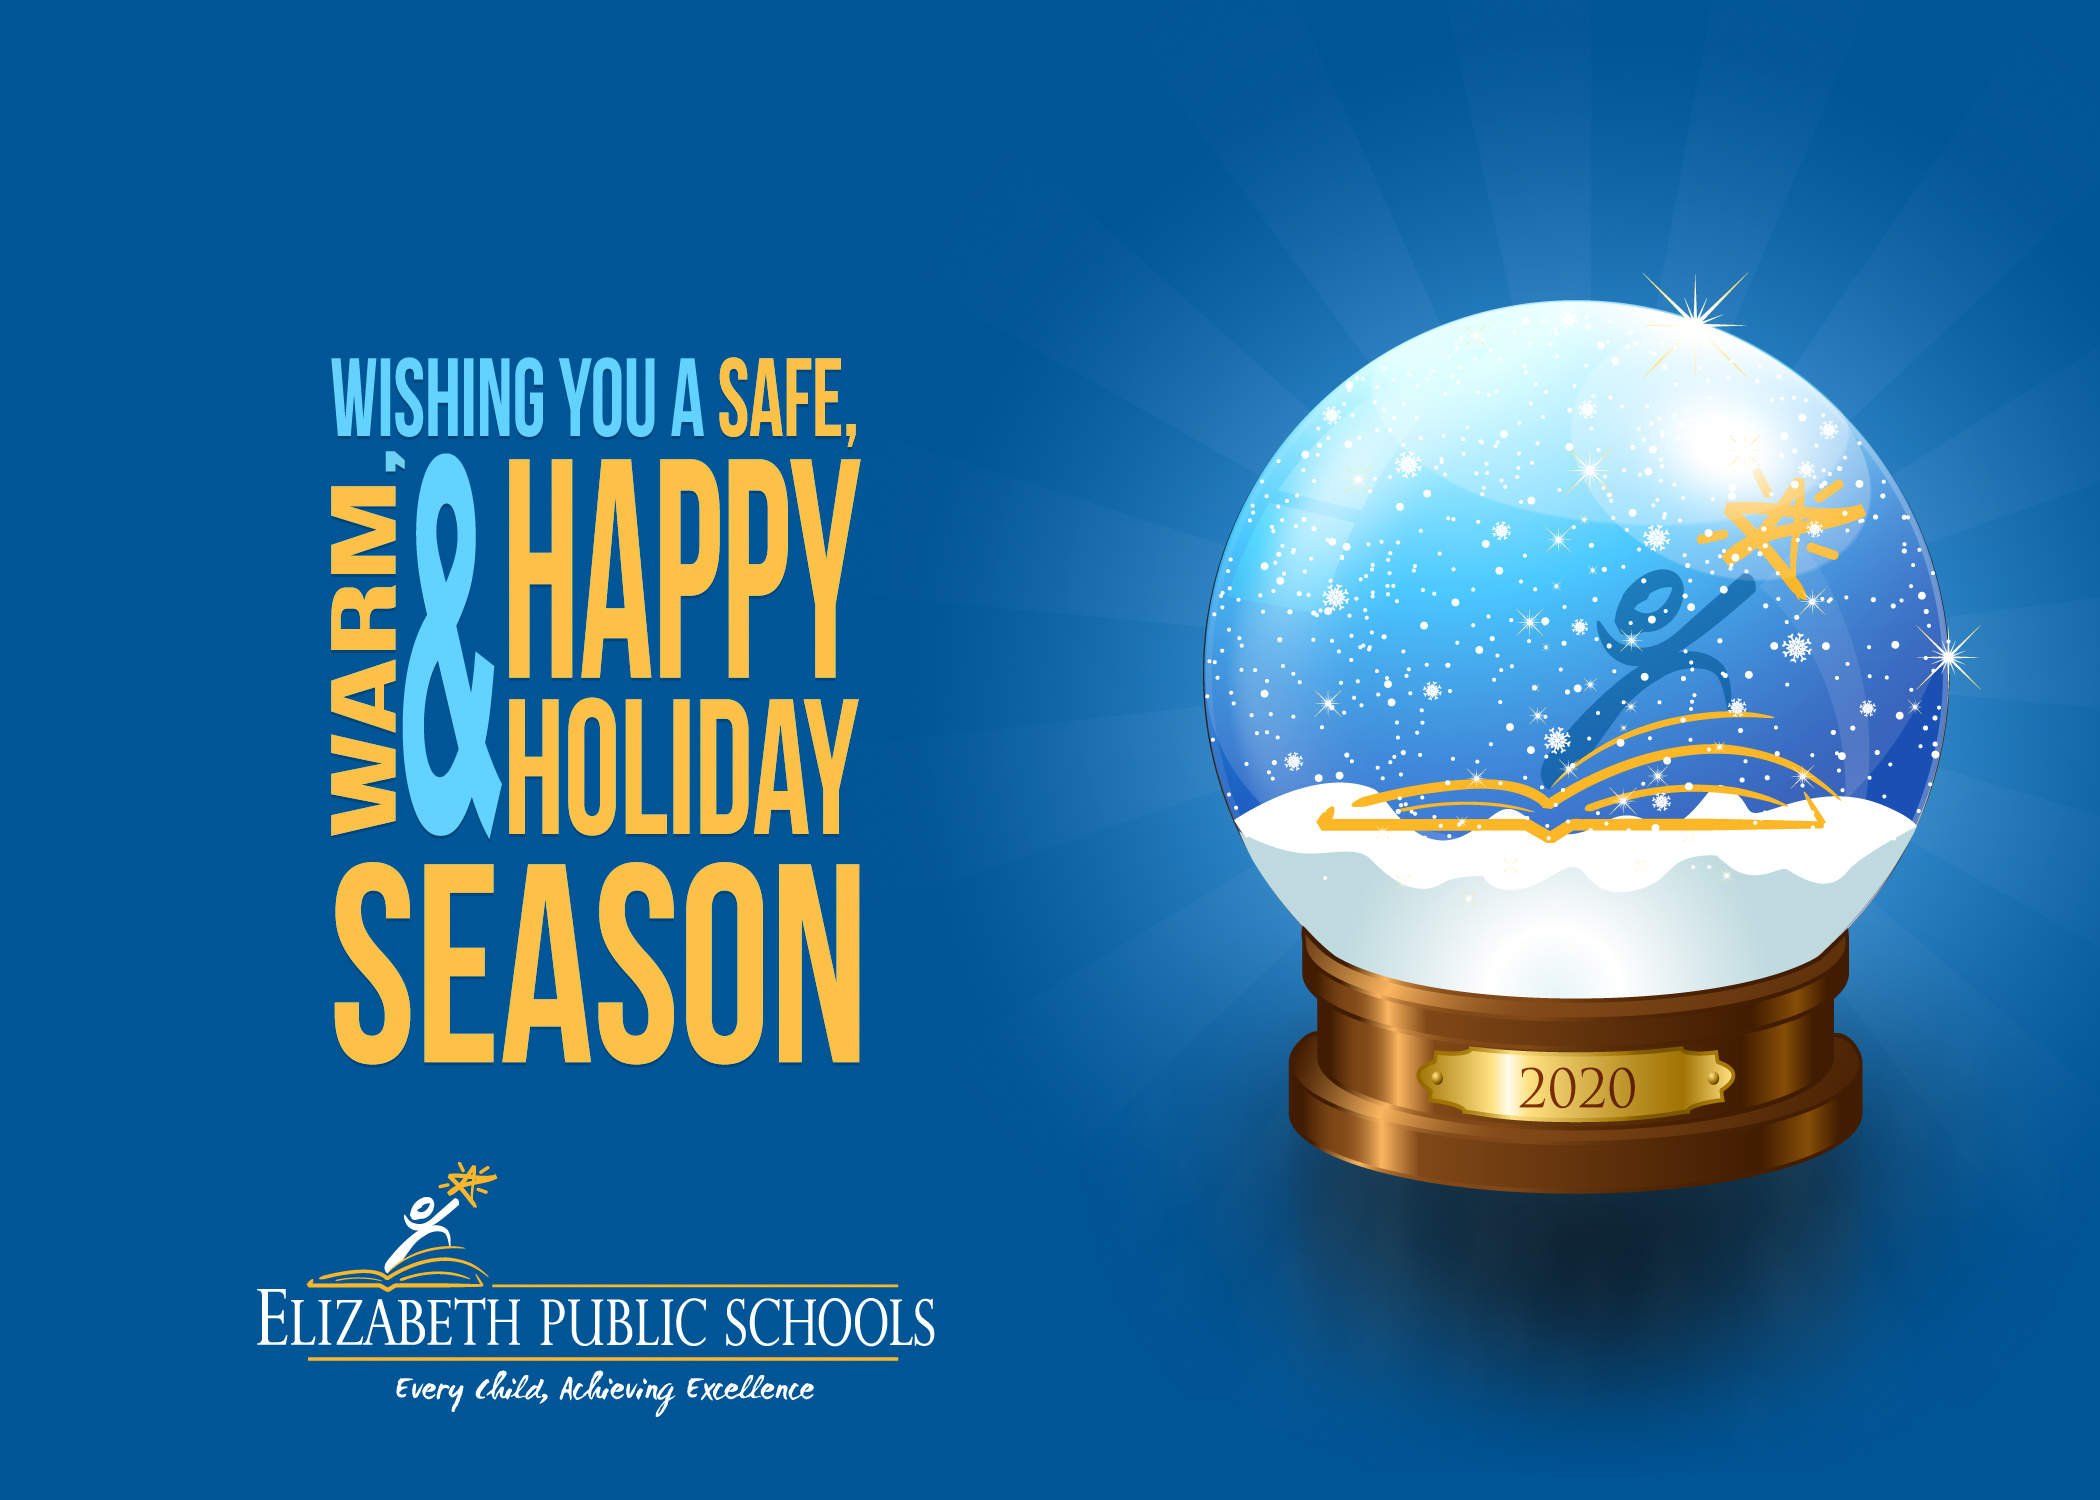 WISHING YOU A SAFE,
WARM,
& HAPPY
HOLIDAY
SEASON
2020
ELIZABETH PUBLIC SCHOOLS
Every Child, Achieving Excellence